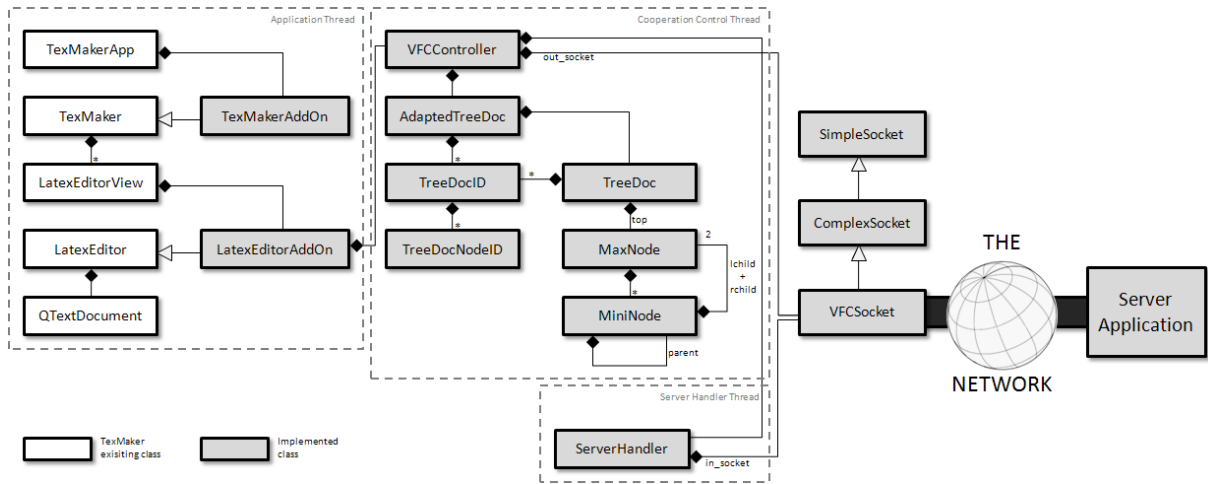 Application Thread
Cooperation Control Thread
TexMakerApp
VFCController
out_socket
TexMaker
TexMakerAddOn
AdaptedTreeDoc
SimpleSocket
*
*
LatexEditorView
TreeDocID
*
TreeDoc
*
top
ComplexSocket
LatexEditor
LatexEditorAddOn
TreeDocNodeID
MaxNode
2
lchild
+
rchild
THE
*
QTextDocument
MiniNode
VFCSocket
Server
Application
parent
NETWORK
Server Handler Thread
TexMaker
exisiting class
Implemented
class
ServerHandler
in_socket